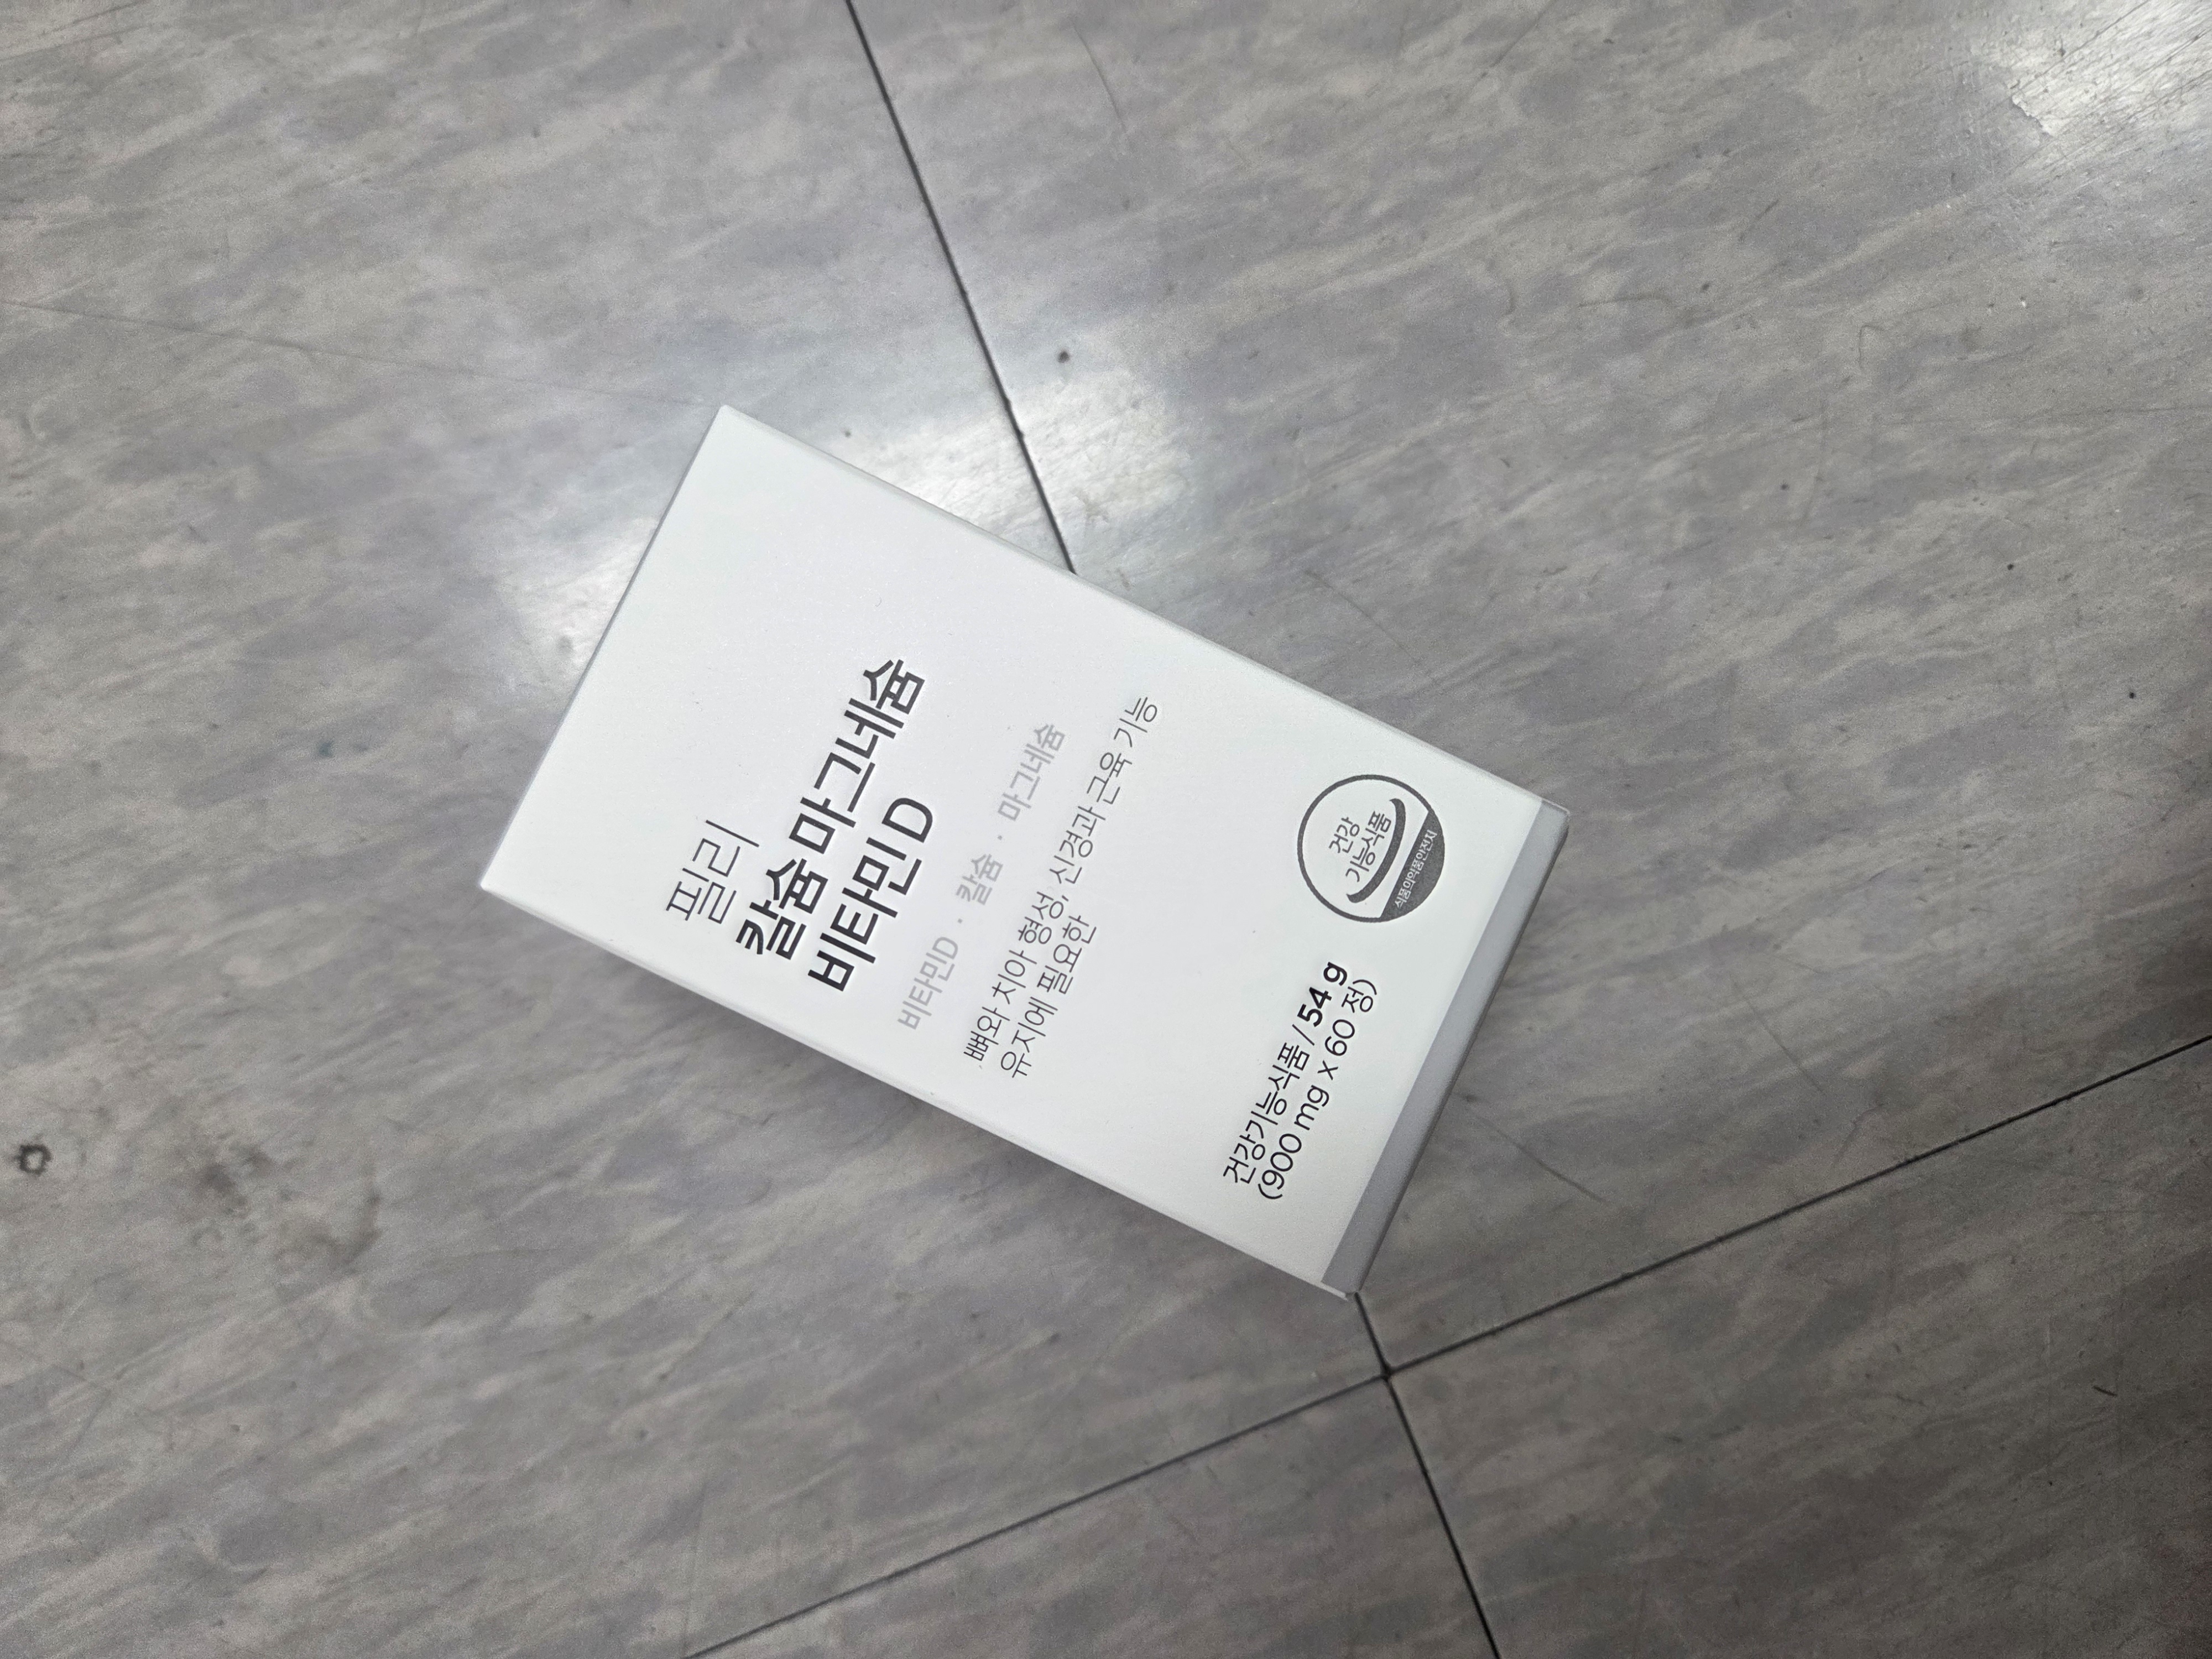 필리
칼슘 마그네슘
비타민 D
비타민D · 칼슘 · 마그네슘
뼈와 치아 형성, 신경과 근육 기능
유지에 필요한
건강기능식품 / 54 g
(900 mg x 60 정)
건강
기능식품
식품의약품안전처